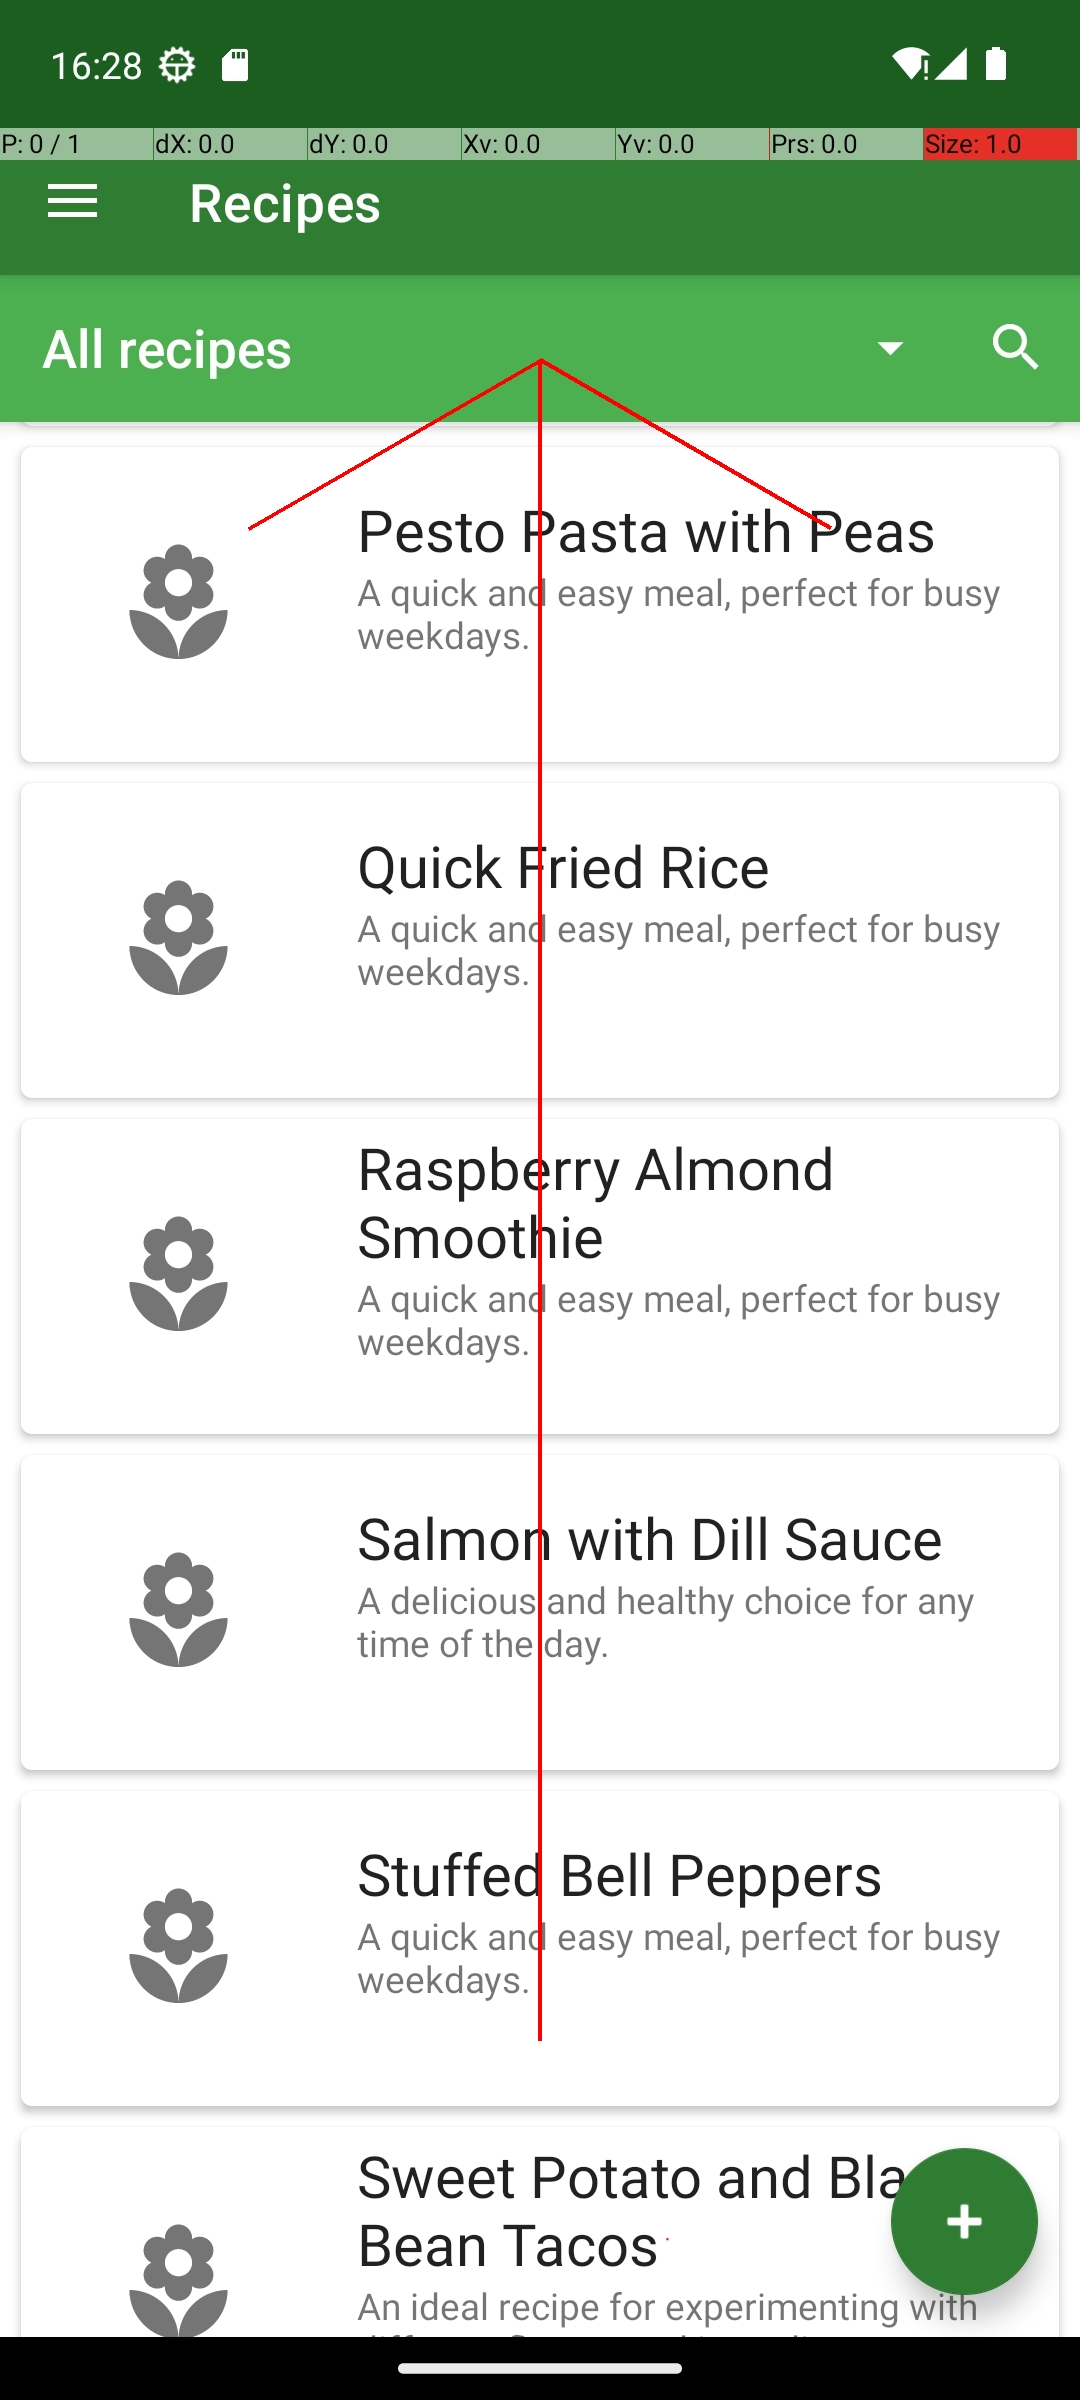 16:28
P: 0 / 1 dX: 0.0 dY: 0.0 Xv: 0.0 Yv: 0.0 Prs: 0.0 Size: 1.0
Recipes
All recipes
Pesto Pasta with Peas
A quick and easy meal, perfect for busy
weekdays.
Quick Fried Rice
A quick and easy meal, perfect for busy
weekdays.
Raspberry Almond
Smoothie
A quick and easy meal, perfect for busy
weekdays.
Salmon with Dill Sauce
A delicious and healthy choice for any
time of the day.
Stuffed Bell Peppers
A quick and easy meal, perfect for busy
weekdays.
Sweet Potato and Bla
Bean Tacos
An ideal recipe for experimenting with